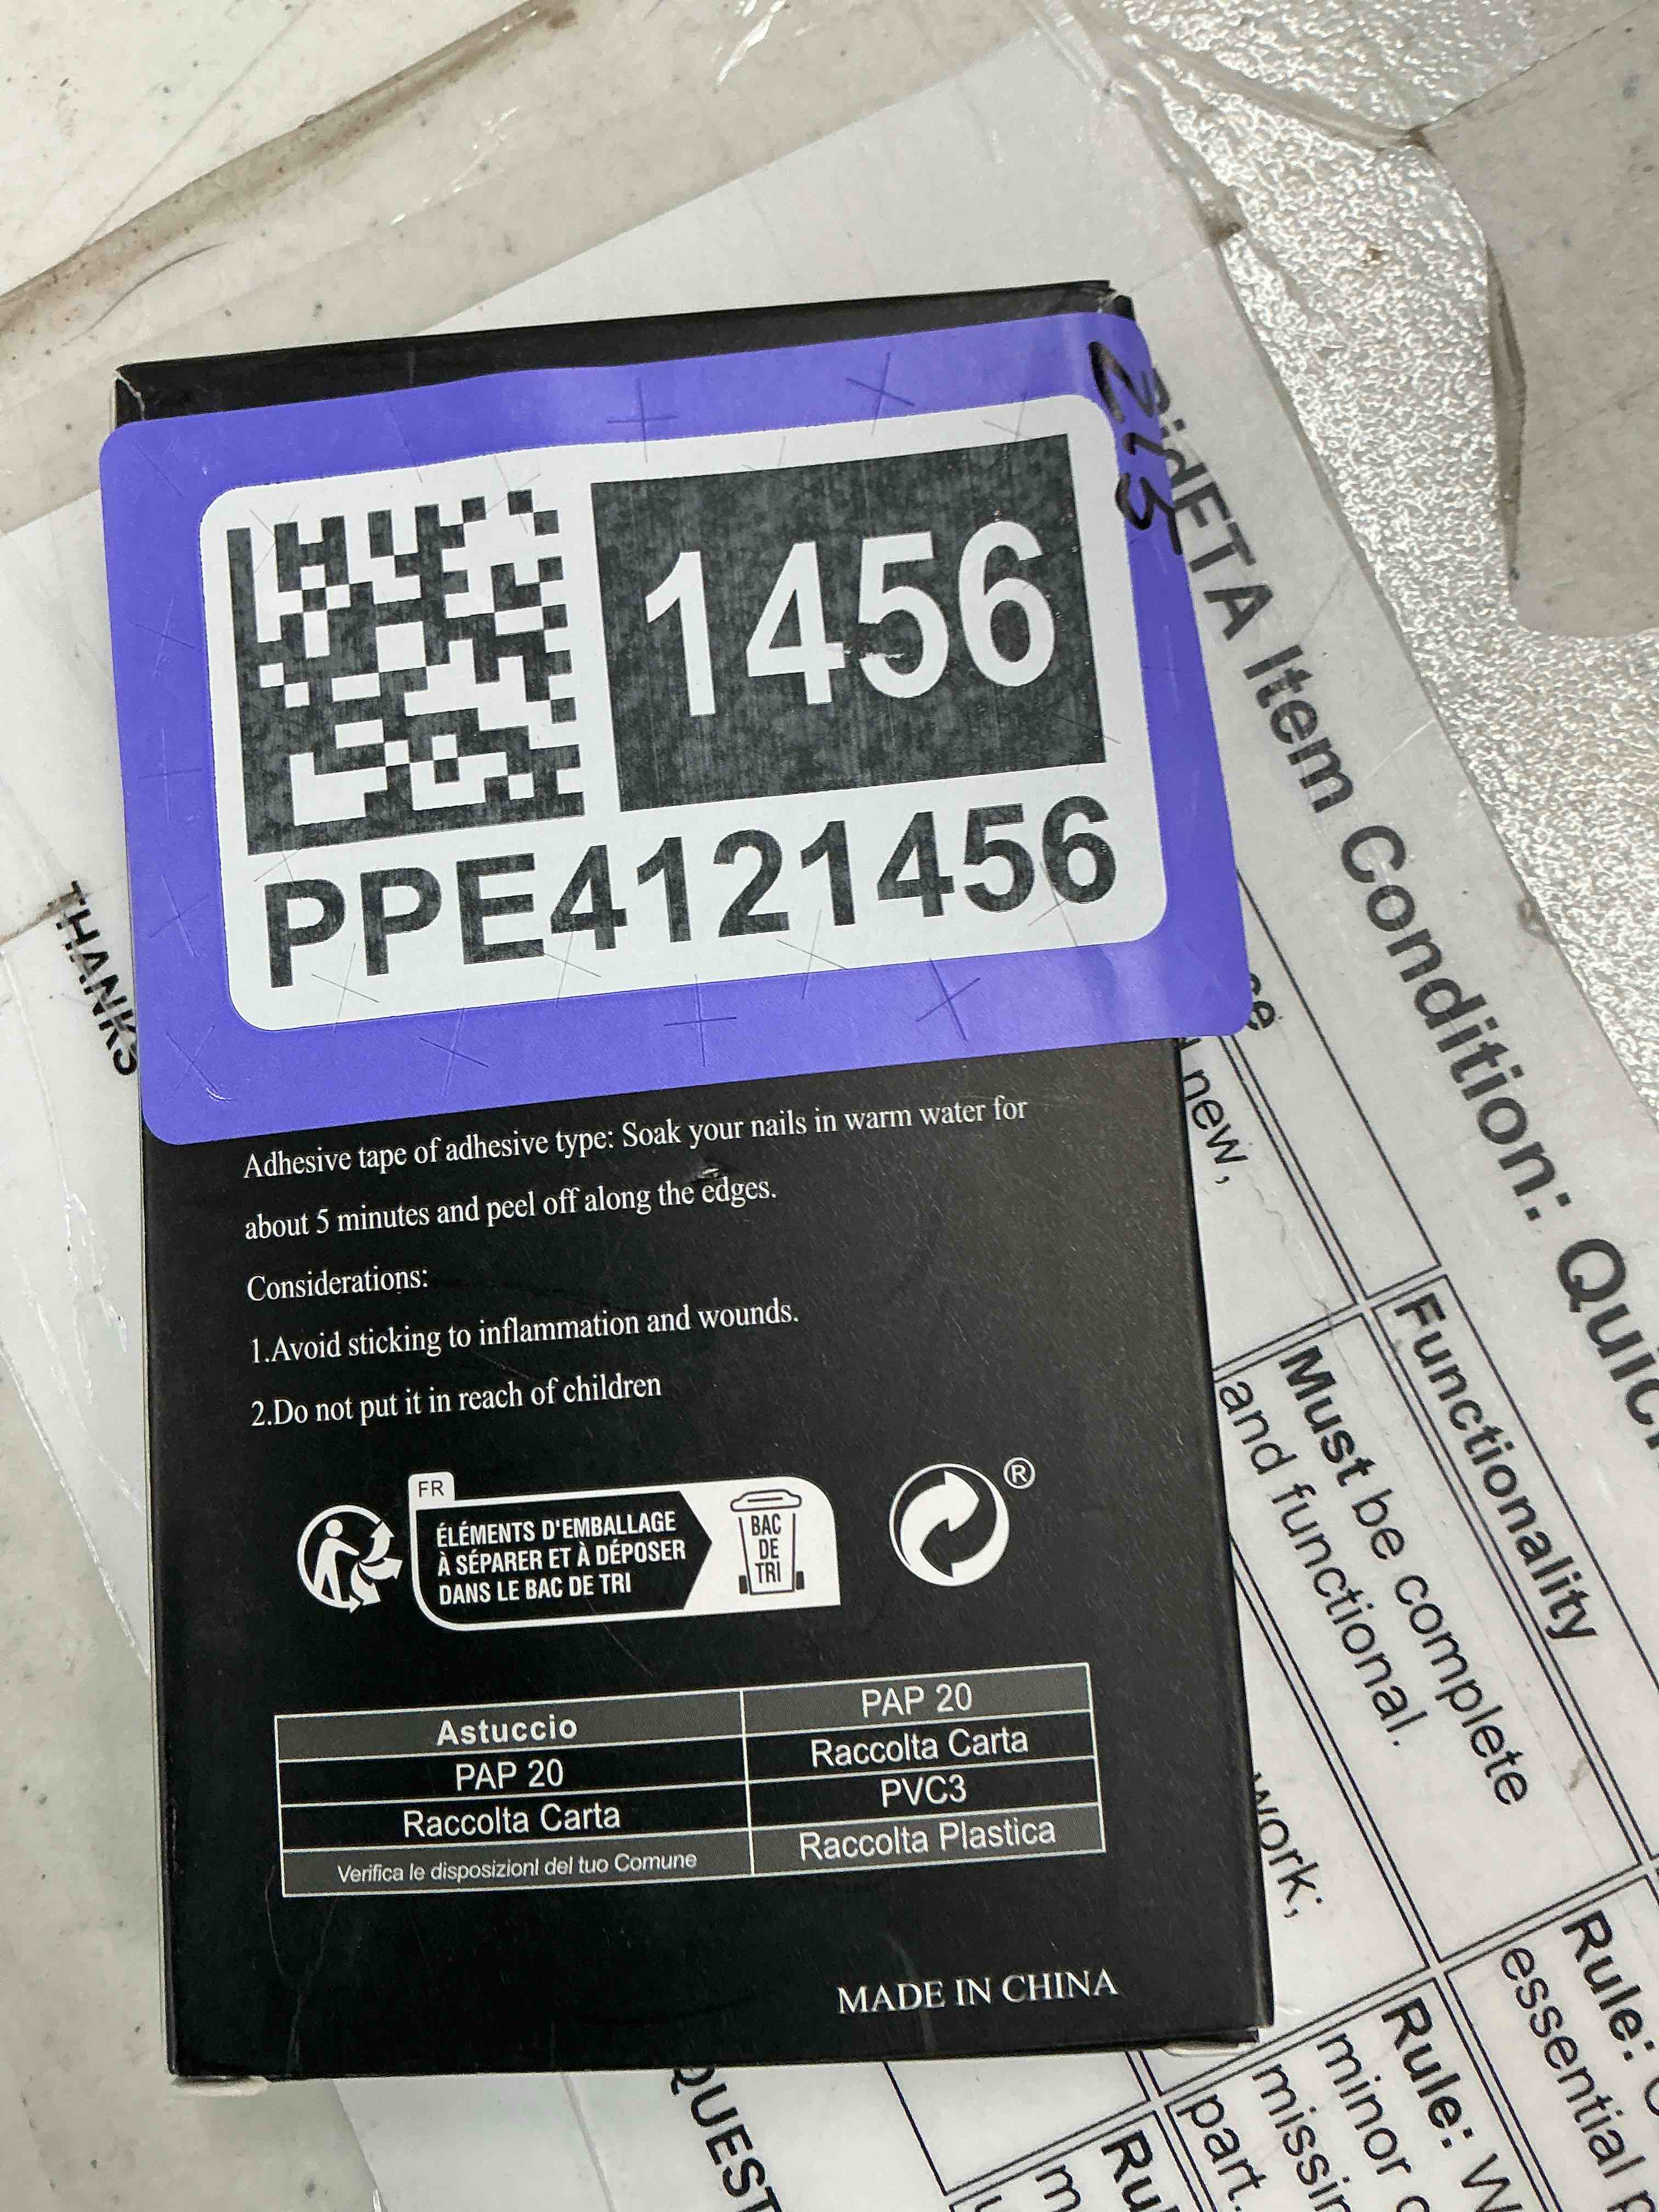 1456
PPE4121456
215
Adhesive tape of adhesive type: Soak your nails in warm water for
about 5 minutes and peel off along the edges.
Considerations:
1.Avoid sticking to inflammation and wounds.
2.Do not put it in reach of children
FR
ÉLÉMENTS D'EMBALLAGE
À SÉPARER ET À DÉPOSER
DANS LE BAC DE TRI
BAC
DE
TRI
®
Astuccio
PAP 20
Raccolta Carta
Verifica le disposizionI del tuo Comune
PAP 20
Raccolta Carta
PVC3
Raccolta Plastica
MADE IN CHINA
THANKS
BidFTA Item Condition:
Functionality
Must be complete
and functional.
new,
work;
Rule:
essential
Rule:
minor
part.